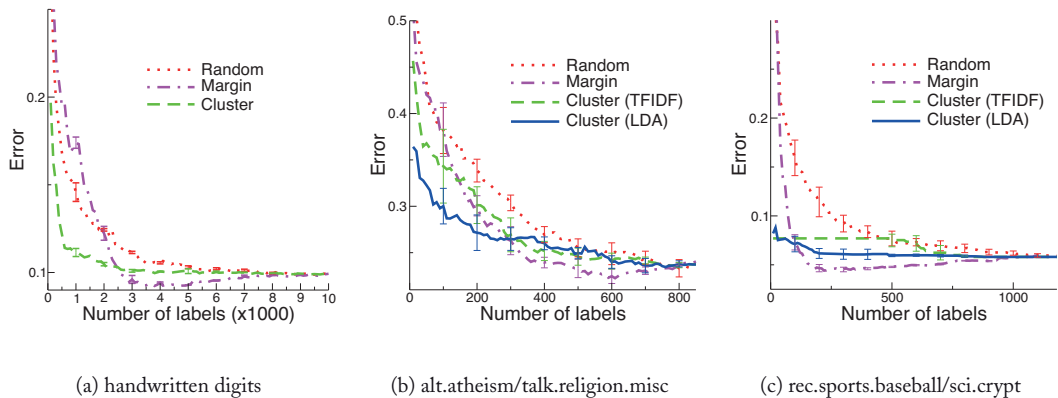 Error
0.2
0.1
Random
Margin
Cluster
0 1 2 3 4 5 6 7 8 9 10
Number of labels (x1000)
(a) handwritten digits
Error
0.5
0.4
0.3
Random
Margin
Cluster (TFIDF)
Cluster (LDA)
0 200 400 600 800
Number of labels
(b) alt.atheism/talk.religion.misc
Error
0.2
0.1
Random
Margin
Cluster (TFIDF)
Cluster (LDA)
0 500 1000
Number of labels
(c) rec.sports.baseball/sci.crypt